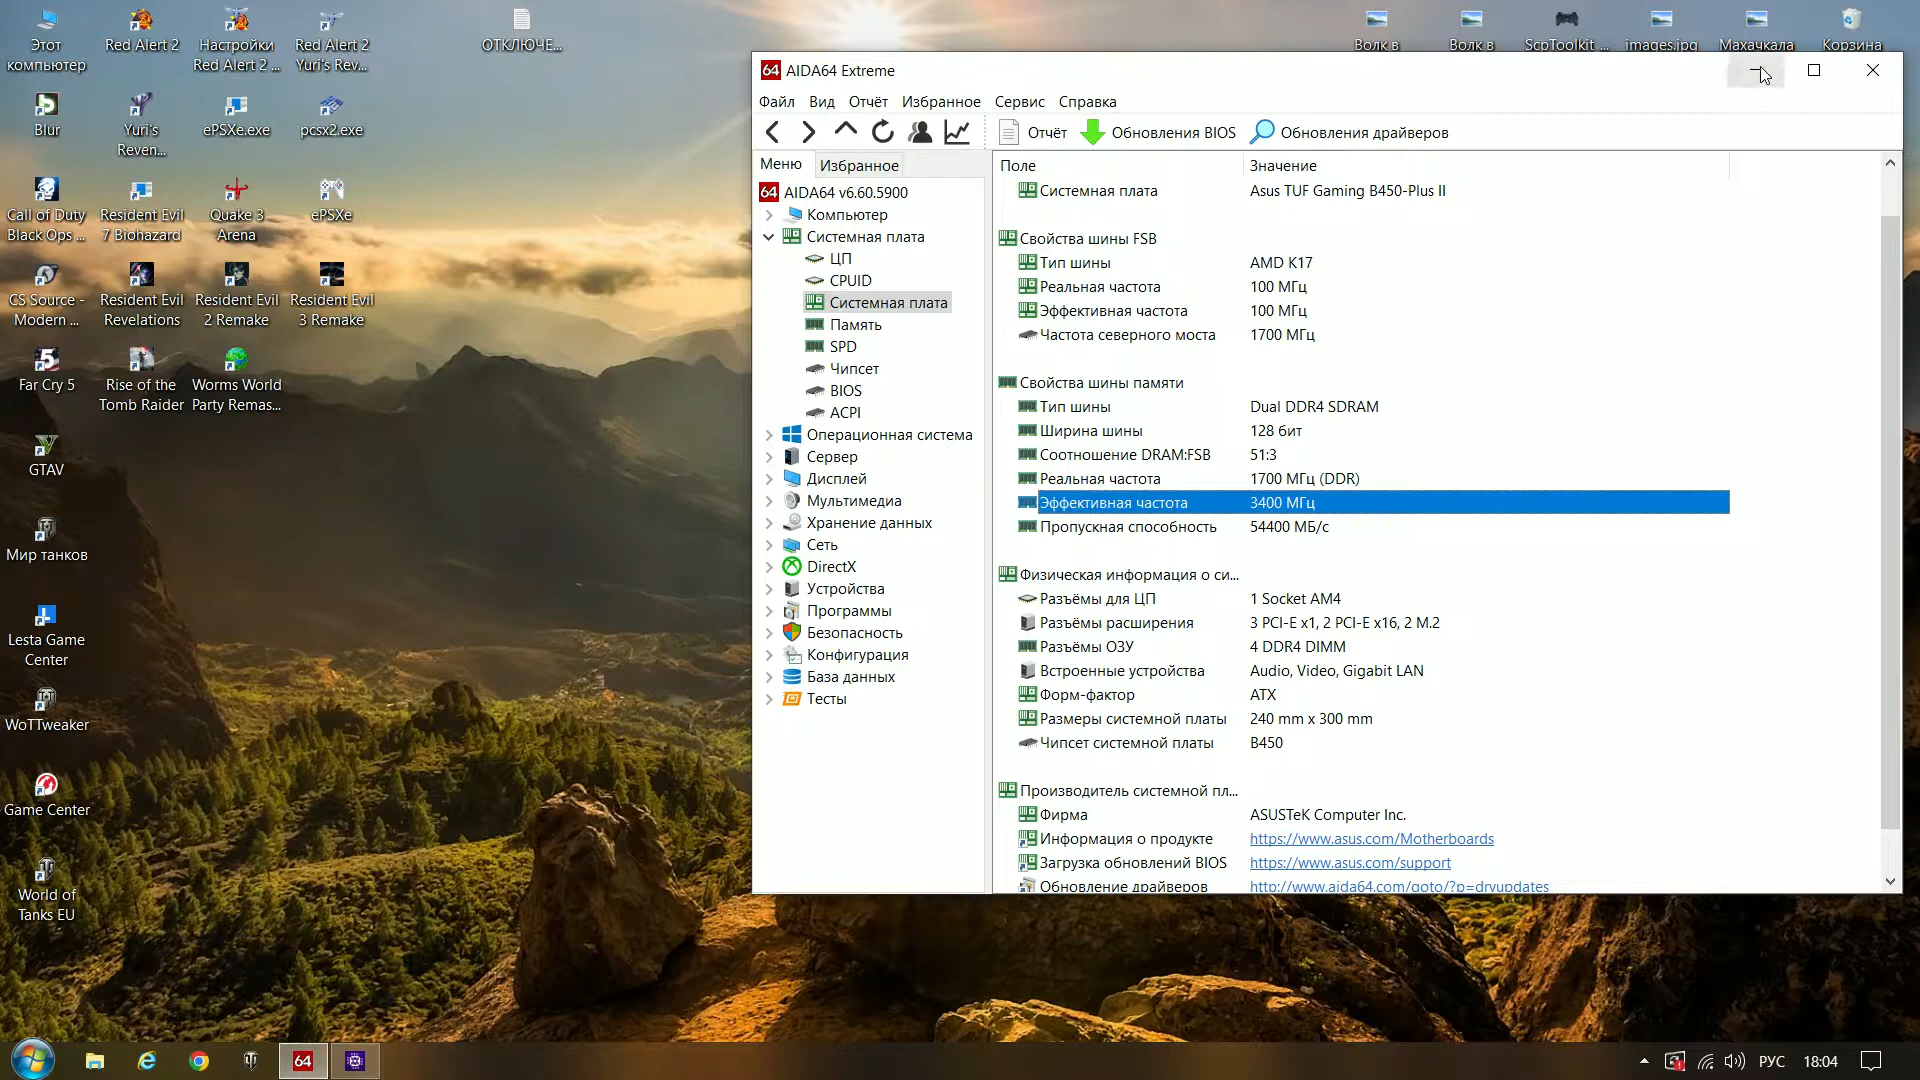 Этот
компьютер
Red Alert 2
Настройки
Red Alert 2 ...
Red Alert 2
Yuri's Rev...
ОТКЛЮЧЕ...
Волк в
Волк в
ScpToolkit ...
images.jpg
Махачкала
Корзина
Blur
Yuri's
Reven...
ePSXe.exe
pcsx2.exe
Call of Duty
Black Ops ...
Resident Evil
7 Biohazard
Quake 3
Arena
ePSXe
CS Source -
Modern ...
Resident Evil
Revelations
Resident Evil
2 Remake
Resident Evil
3 Remake
Far Cry 5
Rise of the
Tomb Raider
Worms World
Party Remas...
GTAV
Мир танков
Lesta Game
Center
WoTTweaker
Game Center
World of
Tanks EU
64 AIDA64 Extreme
Файл Вид Отчёт Избранное Сервис Справка
Отчёт Обновления BIOS Обновления драйверов
Меню Избранное
64 AIDA64 v6.60.5900
Компьютер
Системная плата
ЦП
CPUID
Системная плата
Память
SPD
Чипсет
BIOS
ACPI
Операционная система
Сервер
Дисплей
Мультимедиа
Хранение данных
Сеть
DirectX
Устройства
Программы
Безопасность
Конфигурация
База данных
Тесты
Поле Значение
Системная плата Asus TUF Gaming B450-Plus II
Свойства шины FSB
Тип шины AMD K17
Реальная частота 100 МГц
Эффективная частота 100 МГц
Частота северного моста 1700 МГц
Свойства шины памяти
Тип шины Dual DDR4 SDRAM
Ширина шины 128 бит
Соотношение DRAM:FSB 51:3
Реальная частота 1700 МГц (DDR)
Эффективная частота 3400 МГц
Пропускная способность 54400 МБ/с
Физическая информация о си...
Разъёмы для ЦП 1 Socket AM4
Разъёмы расширения 3 PCI-E x1, 2 PCI-E x16, 2 M.2
Разъёмы ОЗУ 4 DDR4 DIMM
Встроенные устройства Audio, Video, Gigabit LAN
Форм-фактор ATX
Размеры системной платы 240 mm x 300 mm
Чипсет системной платы B450
Производитель системной пл...
Фирма ASUSTeK Computer Inc.
Информация о продукте https://www.asus.com/Motherboards
Загрузка обновлений BIOS https://www.asus.com/support
Обновление драйверов http://www.aida64.com/goto/?p=drvupdates
64
РУС 18:04